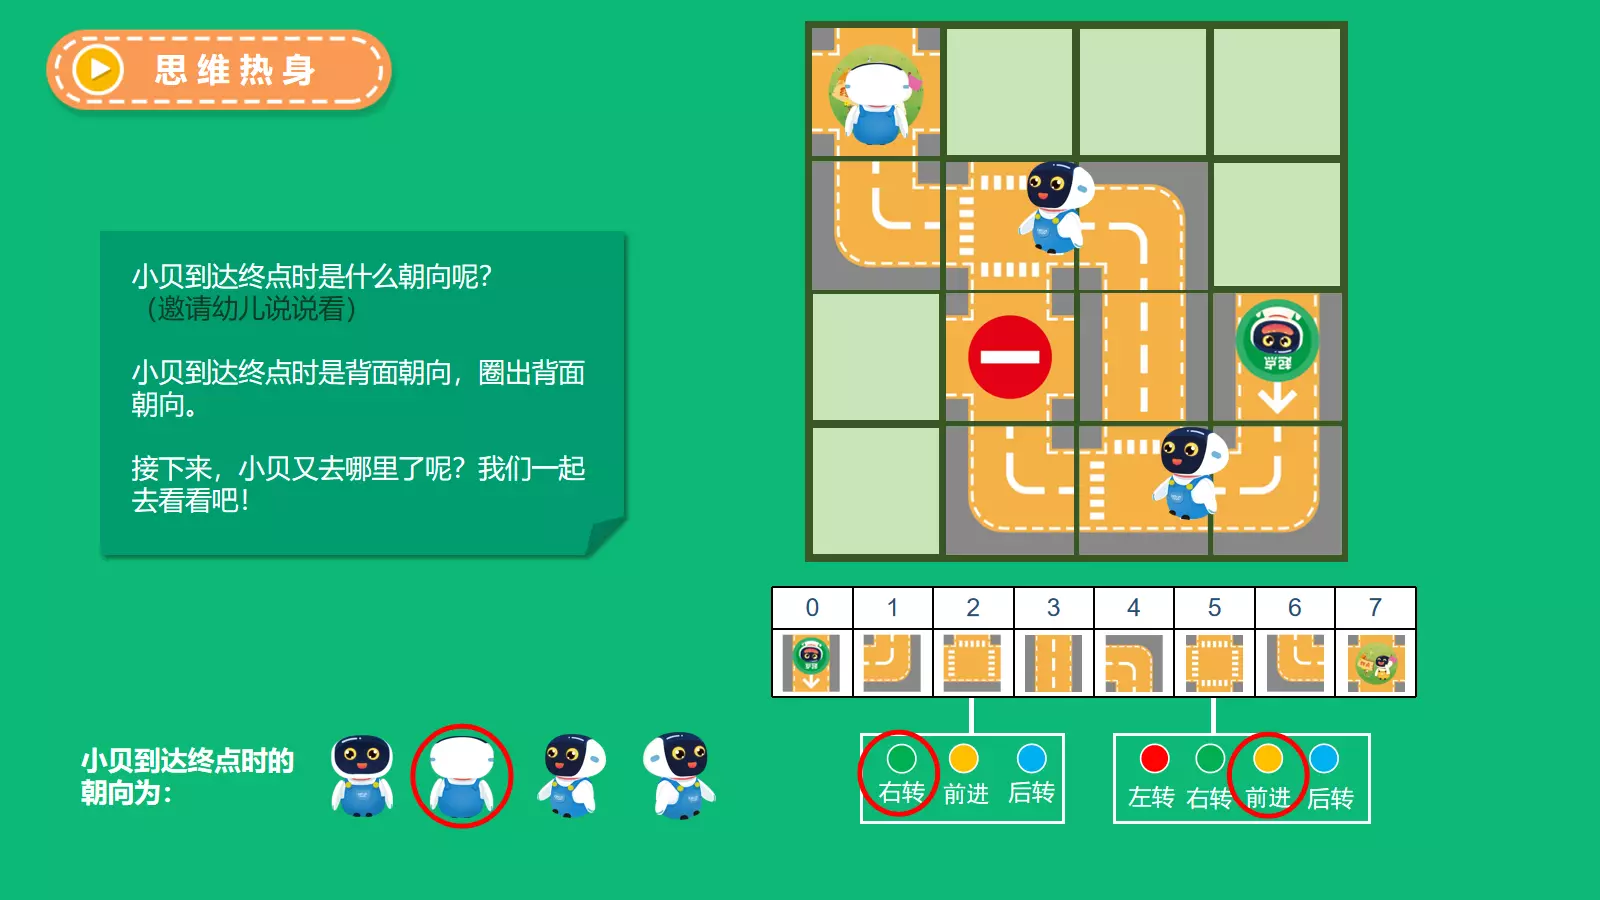 思维热身
小贝到达终点时是什么朝向呢？
（邀请幼儿说说看）
小贝到达终点时是背面朝向，圈出背面
朝向。
接下来，小贝又去哪里了呢？我们一起
去看看吧！
起点
0 1 2 3 4 5 6 7
小贝到达终点时的
朝向为：
右转 前进 后转
左转 右转 前进 后转